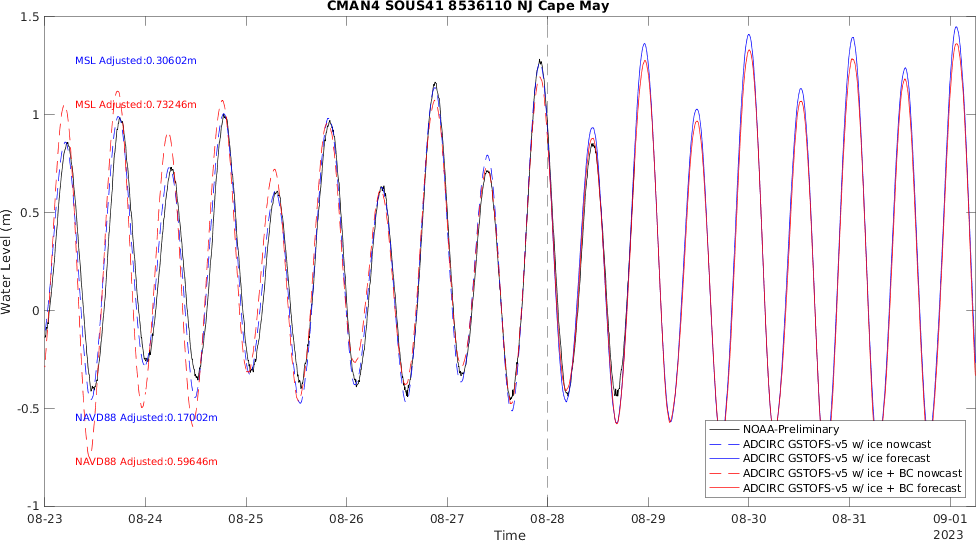 CMAN4 SOUS41 8536110 NJ Cape May
1.5
1
0.5
0
-0.5
-1
Water Level (m)
MSL Adjusted:0.30602m
MSL Adjusted:0.73246m
NAVD88 Adjusted:0.17002m
NAVD88 Adjusted:0.59646m
NOAA-Preliminary
ADCIRC GSTOFS-v5 w/ ice nowcast
ADCIRC GSTOFS-v5 w/ ice forecast
ADCIRC GSTOFS-v5 w/ ice + BC nowcast
ADCIRC GSTOFS-v5 w/ ice + BC forecast
08-23 08-24 08-25 08-26 08-27 08-28 08-29 08-30 08-31 09-01
Time 2023